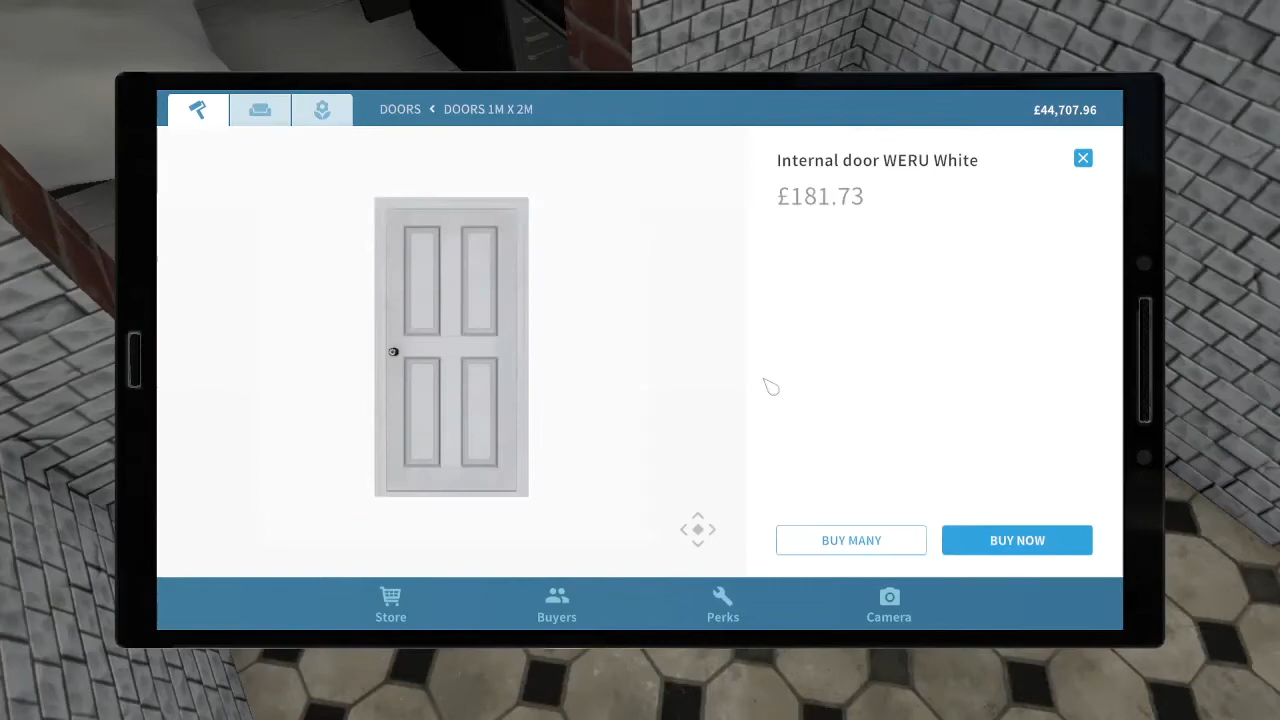 DOORS < DOORS 1M X 2M
£44,707.96
Internal door WERU White
£181.73
BUY MANY
BUY NOW
Store
Buyers
Perks
Camera